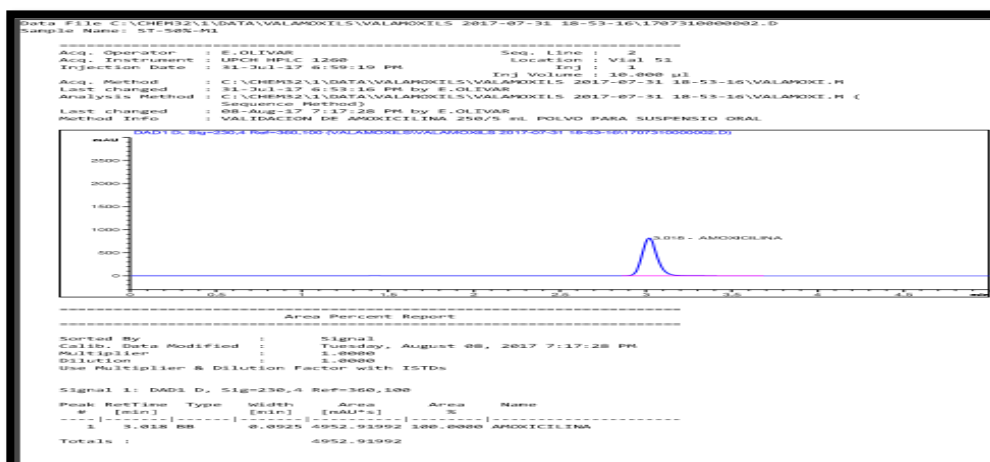 Data File C:\CHEM32\1\DATA\VALAMOXILS\VALAMOXILS 2017-07-31 18-53-16\1707310000002.D
Sample Name: ST-50%-M1
Acq. Operator : E.OLIVAR Seq. Line : 2
Acq. Instrument : UPCH HPLC 1260 Location : Vial 51
Injection Date : 31-Jul-17 6:59:19 PM Inj : 1
Inj Volume : 10.000 µl
Acq. Method : C:\CHEM32\1\DATA\VALAMOXILS\VALAMOXILS 2017-07-31 18-53-16\VALAMOXI.M
Last changed : 31-Jul-17 6:53:16 PM by E.OLIVAR
Analysis Method : C:\CHEM32\1\DATA\VALAMOXILS\VALAMOXILS 2017-07-31 18-53-16\VALAMOXI.M (
Sequence Method)
Last changed : 08-Aug-17 7:17:28 PM by E.OLIVAR
Method Info : VALIDACION DE AMOXICILINA 250/5 mL POLVO PARA SUSPENSIO ORAL
DAD1 D, Sig=230,4 Ref=360,100 (VALAMOXILS\VALAMOXILS 2017-07-31 18-53-16\1707310000002.D)
mAU
2500
2000
1500
1000
500
0
3.018 - AMOXICILINA
0 0.5 1 1.5 2 2.5 3 3.5 4 4.5 min
Area Percent Report
Sorted By : Signal
Calib. Data Modified : Tuesday, August 08, 2017 7:17:28 PM
Multiplier : 1.0000
Dilution : 1.0000
Use Multiplier & Dilution Factor with ISTDs
Signal 1: DAD1 D, Sig=230,4 Ref=360,100
Peak RetTime Type Width Area Area Name
# [min] [min] [mAU*s] %
1 3.018 BB 0.0925 4952.91992 100.0000 AMOXICILINA
Totals : 4952.91992